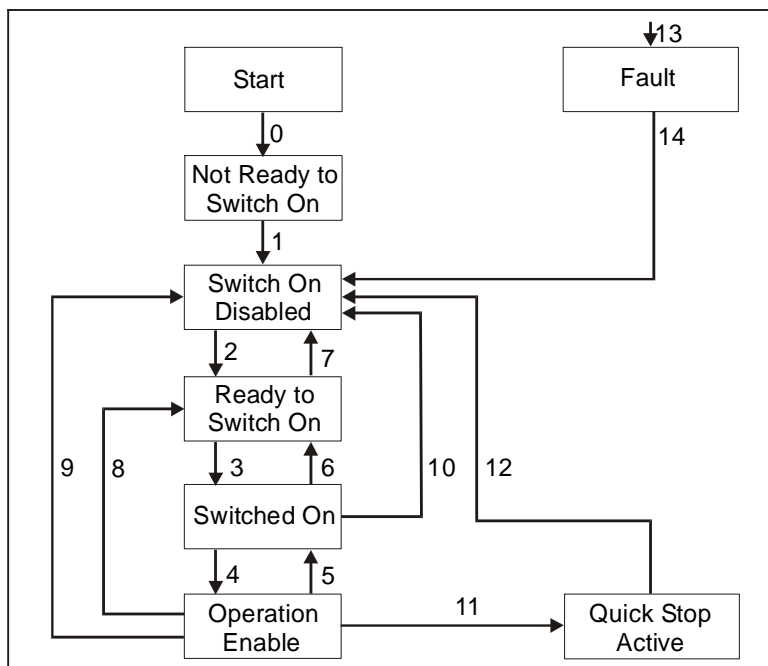 13
Start
Fault
0
14
Not Ready to
Switch On
1
Switch On
Disabled
2
7
Ready to
Switch On
9
8
3
6
10
12
Switched On
4
5
11
Operation
Enable
Quick Stop
Active